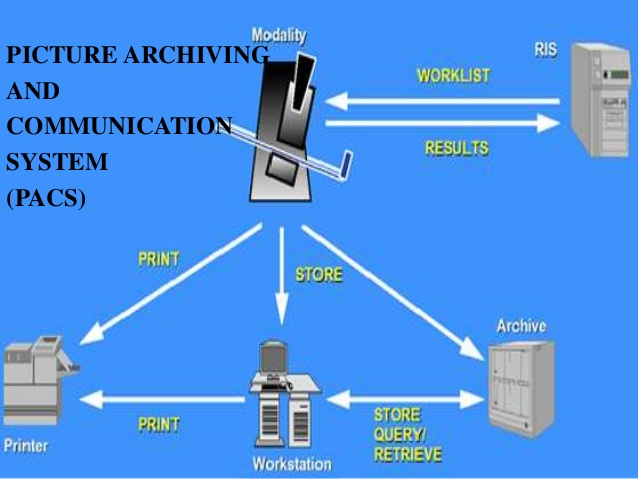 Modality
PICTURE ARCHIVING
AND
COMMUNICATION
SYSTEM
(PACS)
RIS
WORKLIST
RESULTS
PRINT
STORE
Archive
PRINT
STORE
QUERY/
RETRIEVE
Printer
Workstation